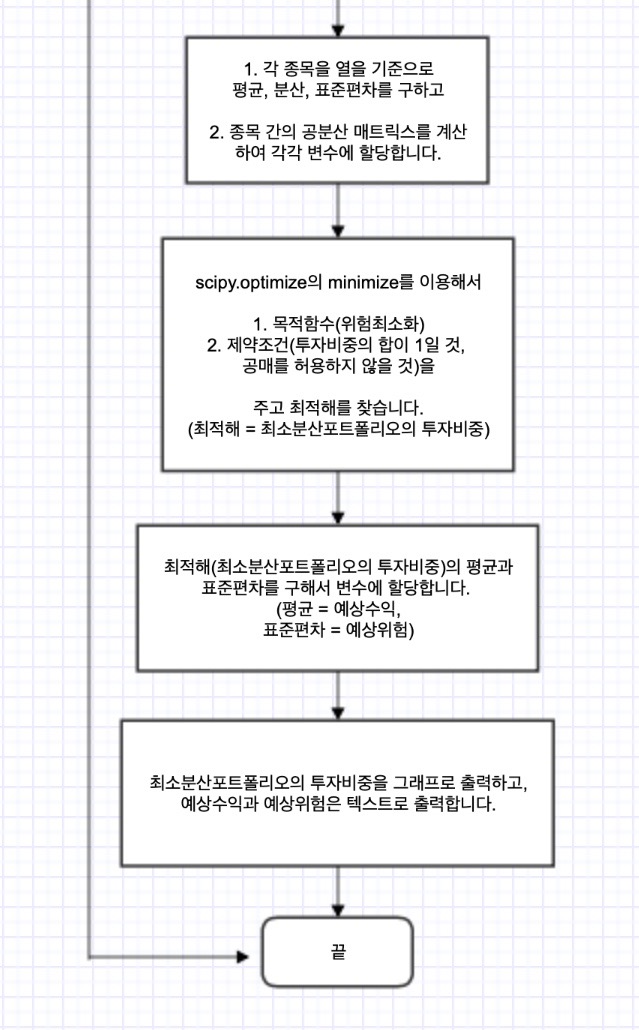 1. 각 종목을 열을 기준으로
평균, 분산, 표준편차를 구하고
2. 종목 간의 공분산 매트릭스를 계산
하여 각각 변수에 할당합니다.
scipy.optimize의 minimize를 이용해서
1. 목적함수(위험최소화)
2. 제약조건(투자비중의 합이 1일 것,
공매를 허용하지 않을 것)을
주고 최적해를 찾습니다.
(최적해 = 최소분산포트폴리오의 투자비중)
최적해(최소분산포트폴리오의 투자비중)의 평균과
표준편차를 구해서 변수에 할당합니다.
(평균 = 예상수익,
표준편차 = 예상위험)
최소분산포트폴리오의 투자비중을 그래프로 출력하고,
예상수익과 예상위험은 텍스트로 출력합니다.
끝